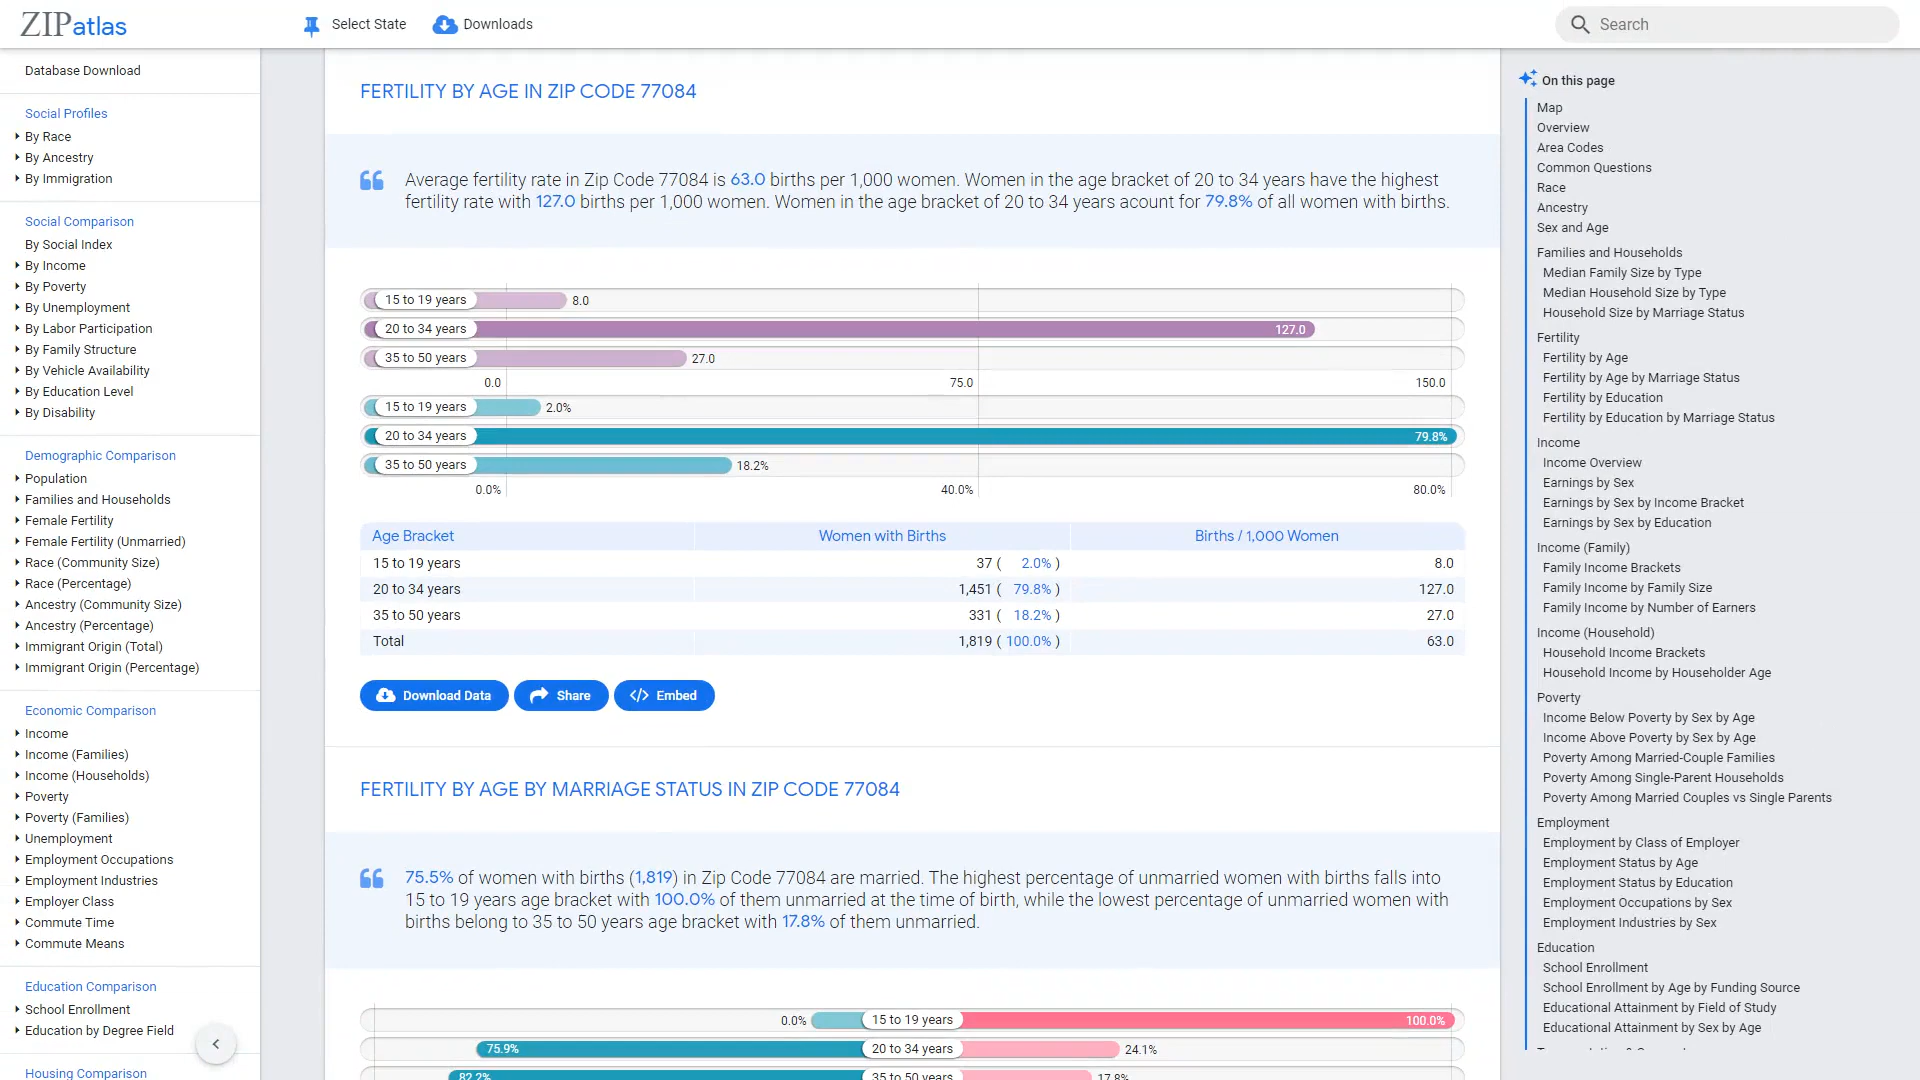 ZIPatlas
Select State
Downloads
Search
Database Download
Social Profiles
By Race
By Ancestry
By Immigration
Social Comparison
By Social Index
By Income
By Poverty
By Unemployment
By Labor Participation
By Family Structure
By Vehicle Availability
By Education Level
By Disability
Demographic Comparison
Population
Families and Households
Female Fertility
Female Fertility (Unmarried)
Race (Community Size)
Race (Percentage)
Ancestry (Community Size)
Ancestry (Percentage)
Immigrant Origin (Total)
Immigrant Origin (Percentage)
Economic Comparison
Income
Income (Families)
Income (Households)
Poverty
Poverty (Families)
Unemployment
Employment Occupations
Employment Industries
Employer Class
Commute Time
Commute Means
Education Comparison
School Enrollment
Education by Degree Field
Housing Comparison
FERTILITY BY AGE IN ZIP CODE 77084
Average fertility rate in Zip Code 77084 is 63.0 births per 1,000 women. Women in the age bracket of 20 to 34 years have the highest
fertility rate with 127.0 births per 1,000 women. Women in the age bracket of 20 to 34 years acount for 79.8% of all women with births.
15 to 19 years 8.0
20 to 34 years 127.0
35 to 50 years 27.0
0.0 75.0 150.0
15 to 19 years 2.0%
20 to 34 years 79.8%
35 to 50 years 18.2%
0.0% 40.0% 80.0%
Age Bracket Women with Births Births / 1,000 Women
15 to 19 years 37 ( 2.0% ) 8.0
20 to 34 years 1,451 ( 79.8% ) 127.0
35 to 50 years 331 ( 18.2% ) 27.0
Total 1,819 ( 100.0% ) 63.0
Download Data
Share
Embed
FERTILITY BY AGE BY MARRIAGE STATUS IN ZIP CODE 77084
75.5% of women with births (1,819) in Zip Code 77084 are married. The highest percentage of unmarried women with births falls into
15 to 19 years age bracket with 100.0% of them unmarried at the time of birth, while the lowest percentage of unmarried women with
births belong to 35 to 50 years age bracket with 17.8% of them unmarried.
0.0% 15 to 19 years 100.0%
75.9% 20 to 34 years 24.1%
82.2% 35 to 50 years 17.8%
On this page
Map
Overview
Area Codes
Common Questions
Race
Ancestry
Sex and Age
Families and Households
Median Family Size by Type
Median Household Size by Type
Household Size by Marriage Status
Fertility
Fertility by Age
Fertility by Age by Marriage Status
Fertility by Education
Fertility by Education by Marriage Status
Income
Income Overview
Earnings by Sex
Earnings by Sex by Income Bracket
Earnings by Sex by Education
Income (Family)
Family Income Brackets
Family Income by Family Size
Family Income by Number of Earners
Income (Household)
Household Income Brackets
Household Income by Householder Age
Poverty
Income Below Poverty by Sex by Age
Income Above Poverty by Sex by Age
Poverty Among Married-Couple Families
Poverty Among Single-Parent Households
Poverty Among Married Couples vs Single Parents
Employment
Employment by Class of Employer
Employment Status by Age
Employment Status by Education
Employment Occupations by Sex
Employment Industries by Sex
Education
School Enrollment
School Enrollment by Age by Funding Source
Educational Attainment by Field of Study
Educational Attainment by Sex by Age